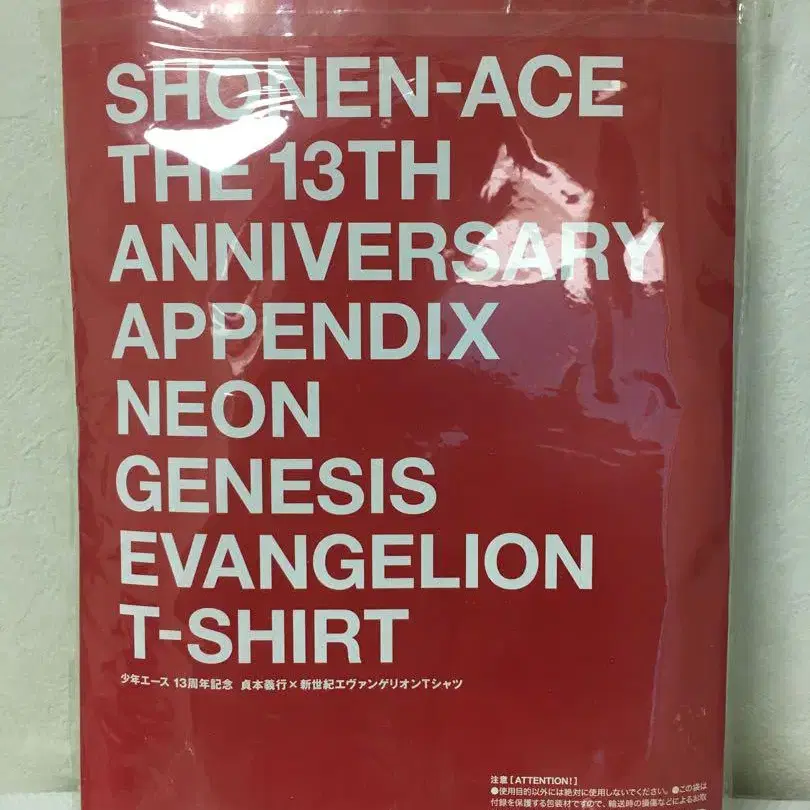 SHONEN-ACE
THE 13TH
ANNIVERSARY
APPENDIX
NEON
GENESIS
EVANGELION
T-SHIRT
少年エース 13周年記念 貞本義行×新世紀エヴァンゲリオンTシャツ
注意 [ATTENTION!]
●使用目的以外には絶対に使用しないでください。●この袋は
付録を保護する包装材ですので、輸送時の損傷などによるお取